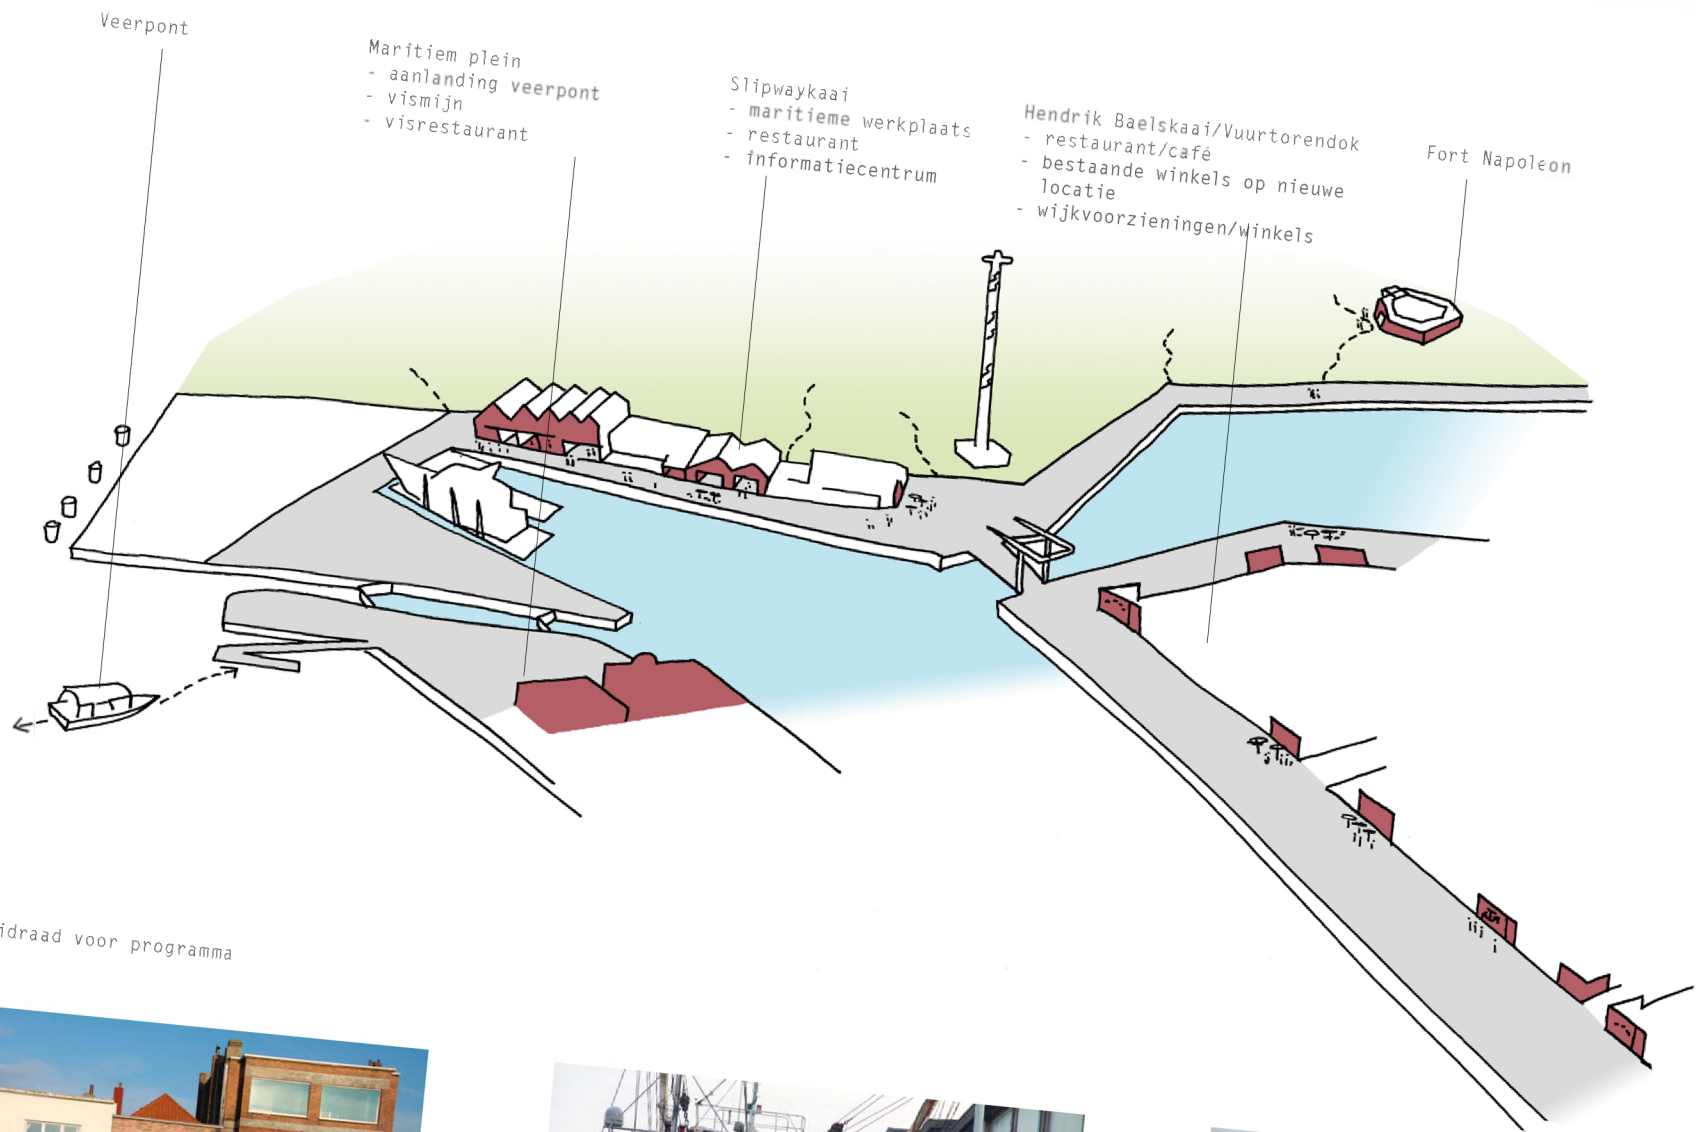 Veerpont
Maritiem plein
- aanlanding veerpont
- vismijn
- visrestaurant
Slipwaykaai
- maritieme werkplaats
- restaurant
- informatiecentrum
Hendrik Baelskaai/Vuurtorendok
- restaurant/café
- bestaande winkels op nieuwe
locatie
- wijkvoorzieningen/winkels
Fort Napoleon
idraad voor programma